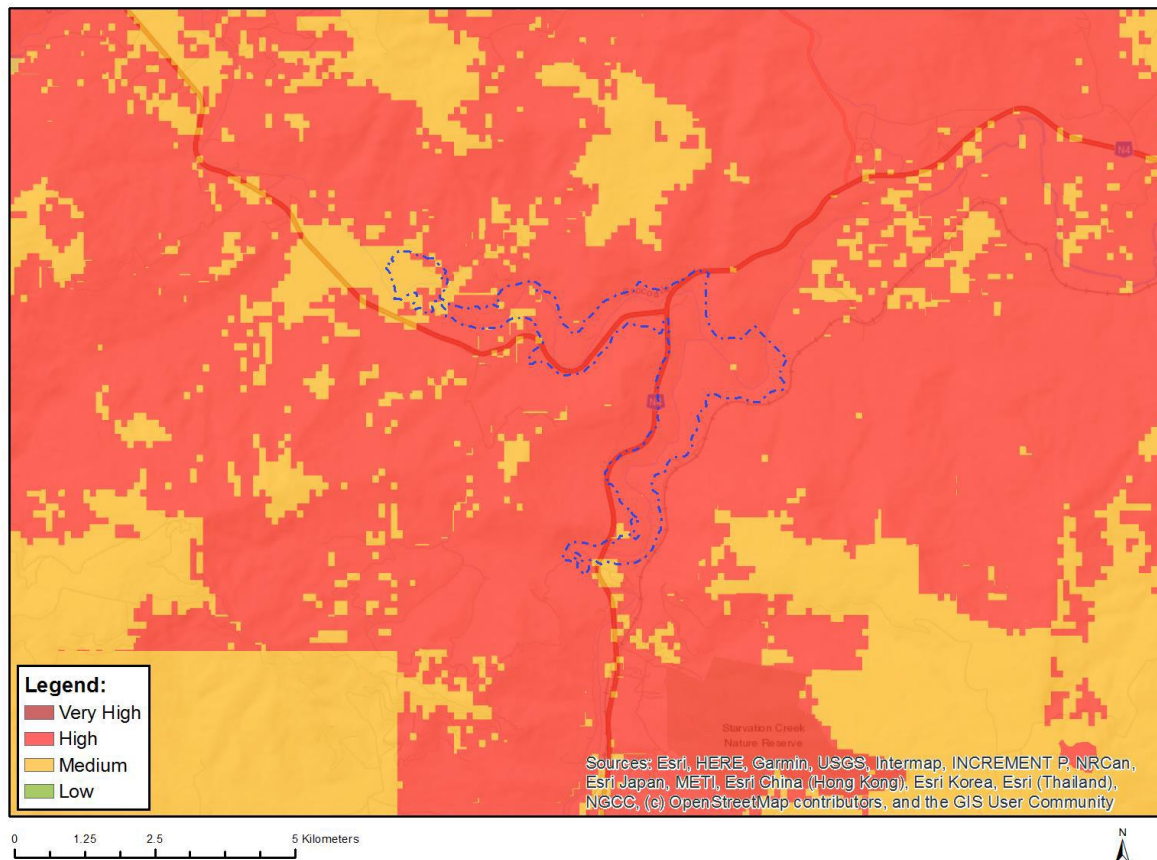 N4
N4
Legend:
Very High
High
Medium
Low
Starvation Creek
Nature Reserve
Sources: Esri, HERE, Garmin, USGS, Intermap, INCREMENT P, NRCan,
Esri Japan, METI, Esri China (Hong Kong), Esri Korea, Esri (Thailand),
NGCC, (c) OpenStreetMap contributors, and the GIS User Community
0 1.25 2.5 5 Kilometers
N